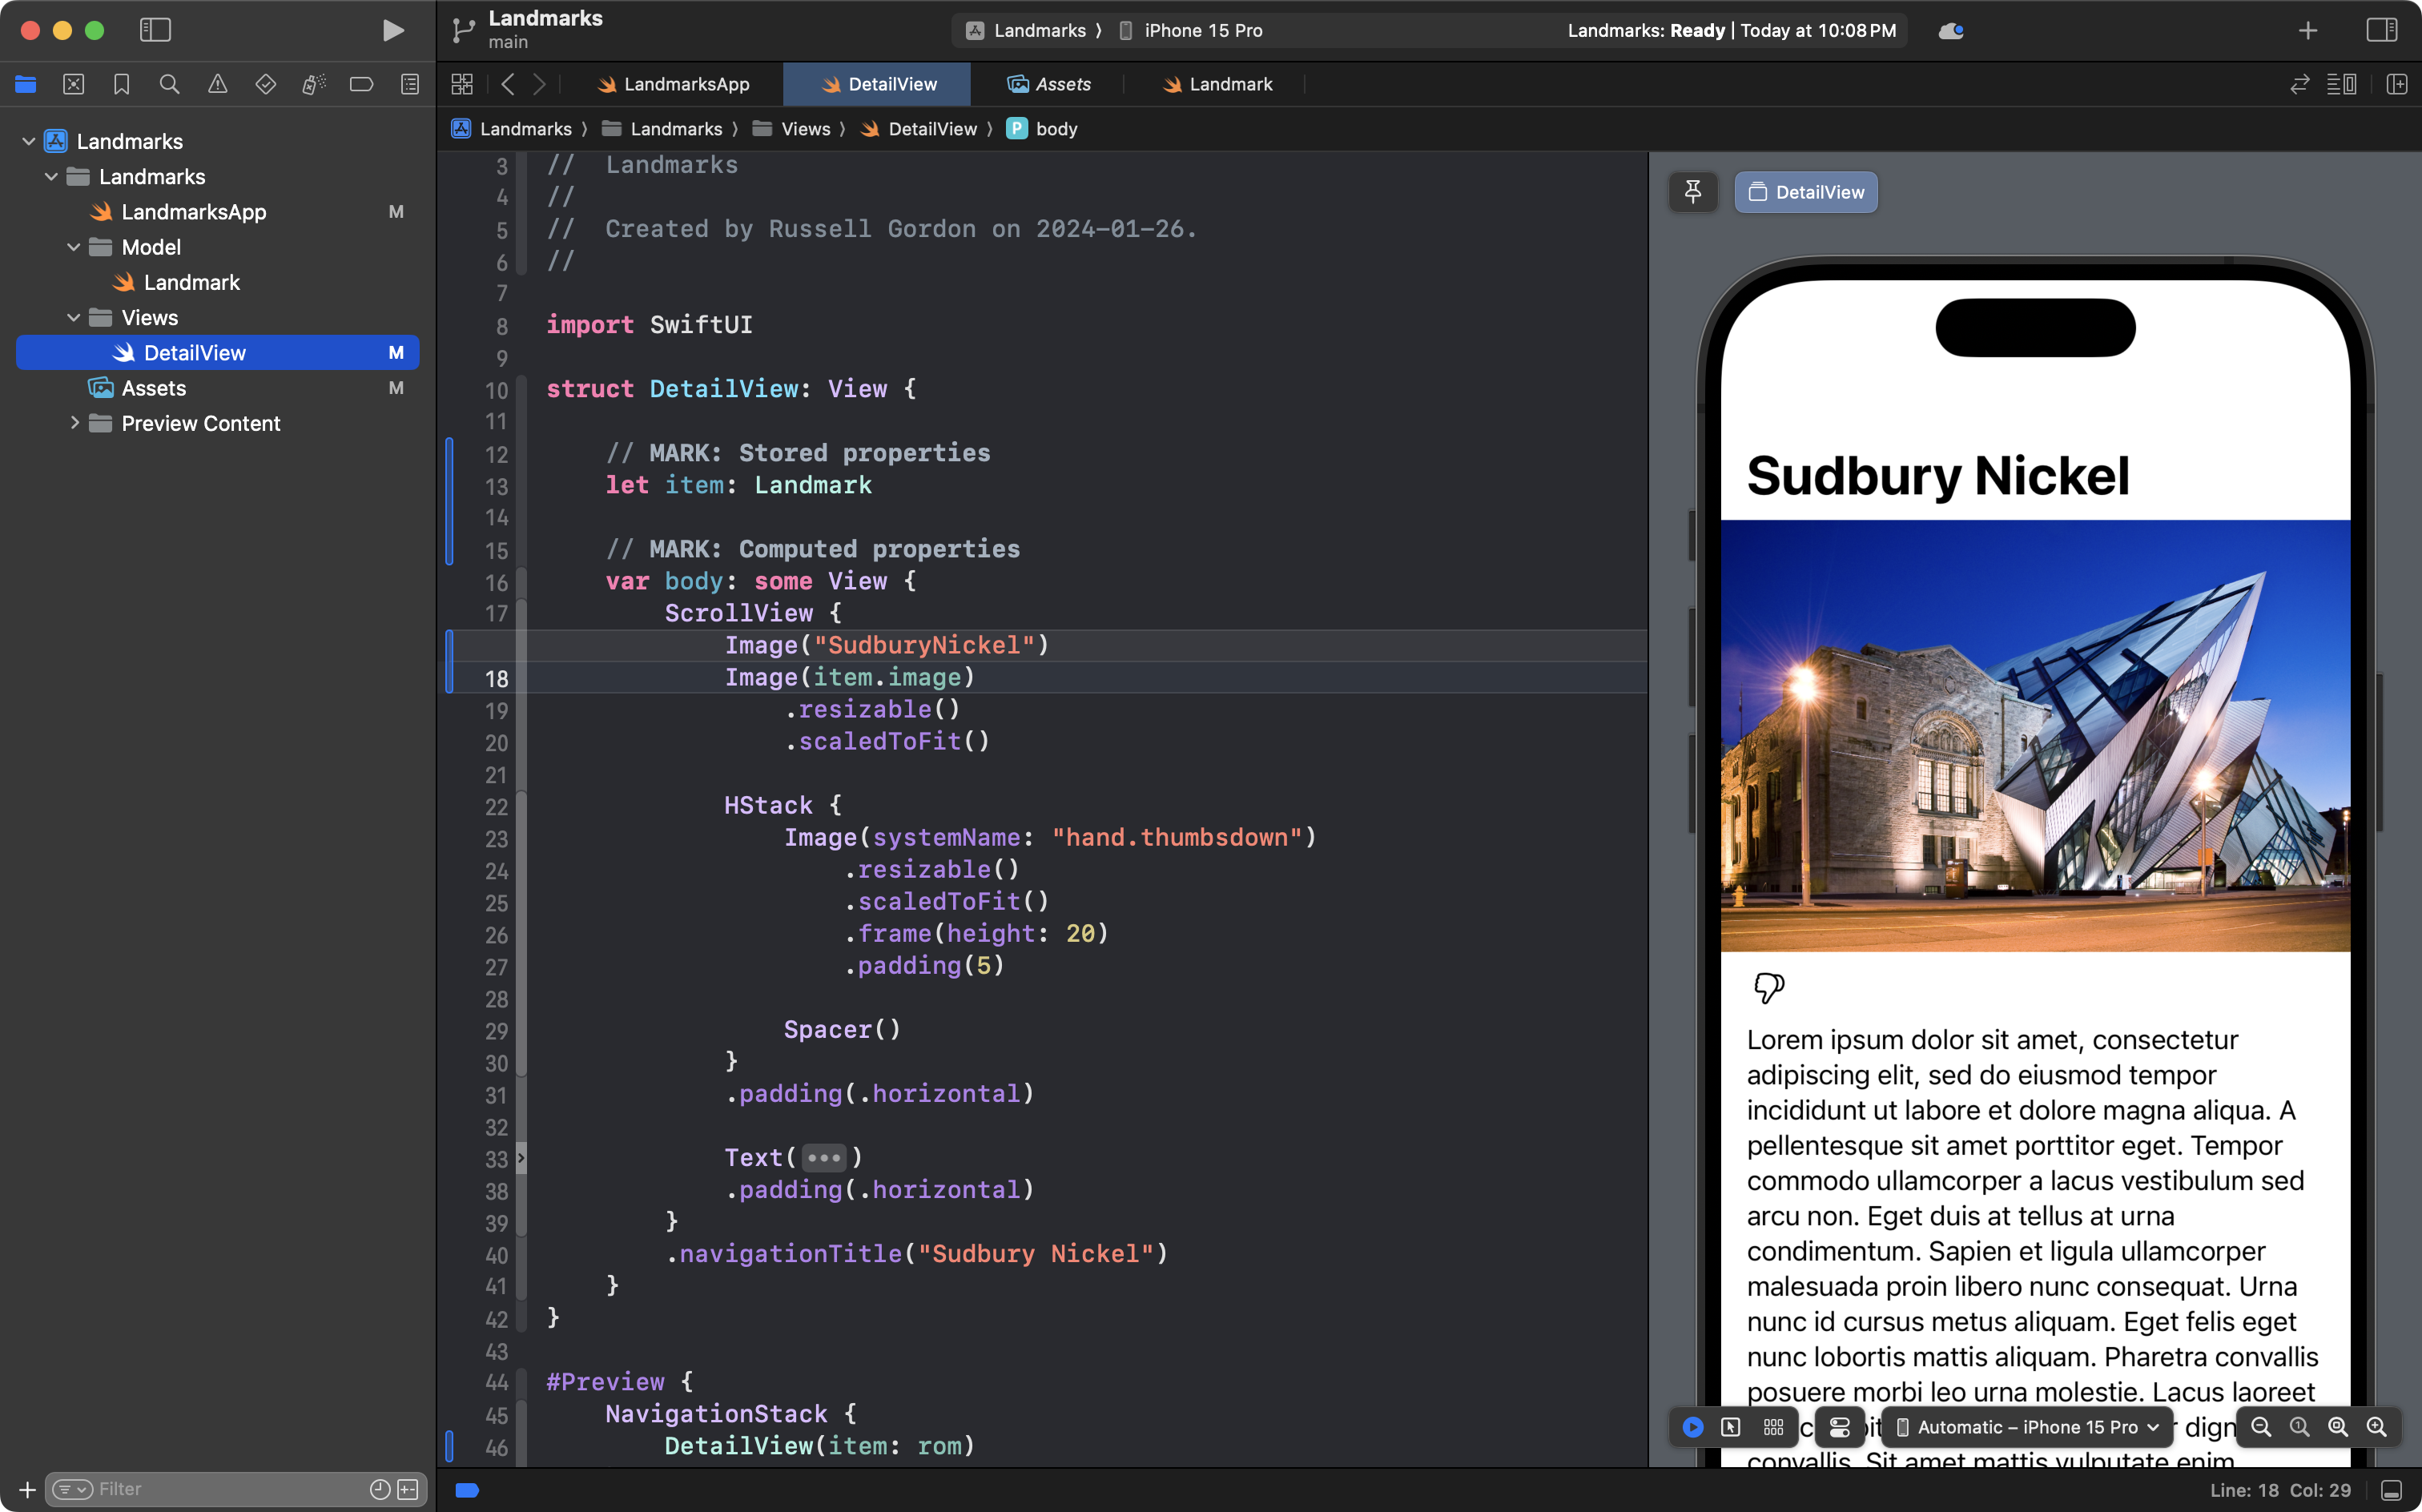 Landmarks
main
Landmarks ⟩ iPhone 15 Pro
Landmarks: Ready | Today at 10:08 PM
LandmarksApp
DetailView
Assets
Landmark
Landmarks ⟩ Landmarks ⟩ Views ⟩ DetailView ⟩ P body
Landmarks
Landmarks
LandmarksApp M
Model
Landmark
Views
DetailView M
Assets M
Preview Content
Filter
3 //  Landmarks
4 //
5 //  Created by Russell Gordon on 2024-01-26.
6 //
7
8 import SwiftUI
9
10 struct DetailView: View {
11
12     // MARK: Stored properties
13     let item: Landmark
14
15     // MARK: Computed properties
16     var body: some View {
17         ScrollView {
            Image("SudburyNickel")
18             Image(item.image)
19                 .resizable()
20                 .scaledToFit()
21
22             HStack {
23                 Image(systemName: "hand.thumbsdown")
24                     .resizable()
25                     .scaledToFit()
26                     .frame(height: 20)
27                     .padding(5)
28
29                 Spacer()
30             }
31             .padding(.horizontal)
32
33             Text(•••)
38             .padding(.horizontal)
39         }
40         .navigationTitle("Sudbury Nickel")
41     }
42 }
43
44 #Preview {
45     NavigationStack {
46         DetailView(item: rom)
DetailView
Sudbury Nickel
Lorem ipsum dolor sit amet, consectetur
adipiscing elit, sed do eiusmod tempor
incididunt ut labore et dolore magna aliqua. A
pellentesque sit amet porttitor eget. Tempor
commodo ullamcorper a lacus vestibulum sed
arcu non. Eget duis at tellus at urna
condimentum. Sapien et ligula ullamcorper
malesuada proin libero nunc consequat. Urna
nunc id cursus metus aliquam. Eget felis eget
nunc lobortis mattis aliquam. Pharetra convallis
posuere morbi leo urna molestie. Lacus laoreet
convallis. Sit amet mattis vulputate enim
Automatic – iPhone 15 Pro
Line: 18 Col: 29